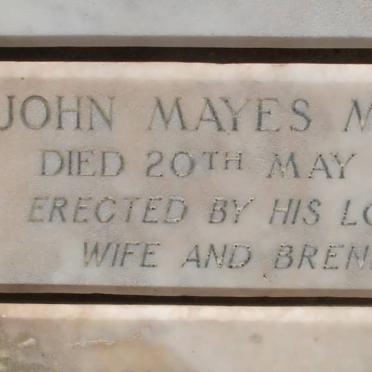 JOHN MAYES
DIED 20TH MAY
ERECTED BY HIS
WIFE AND